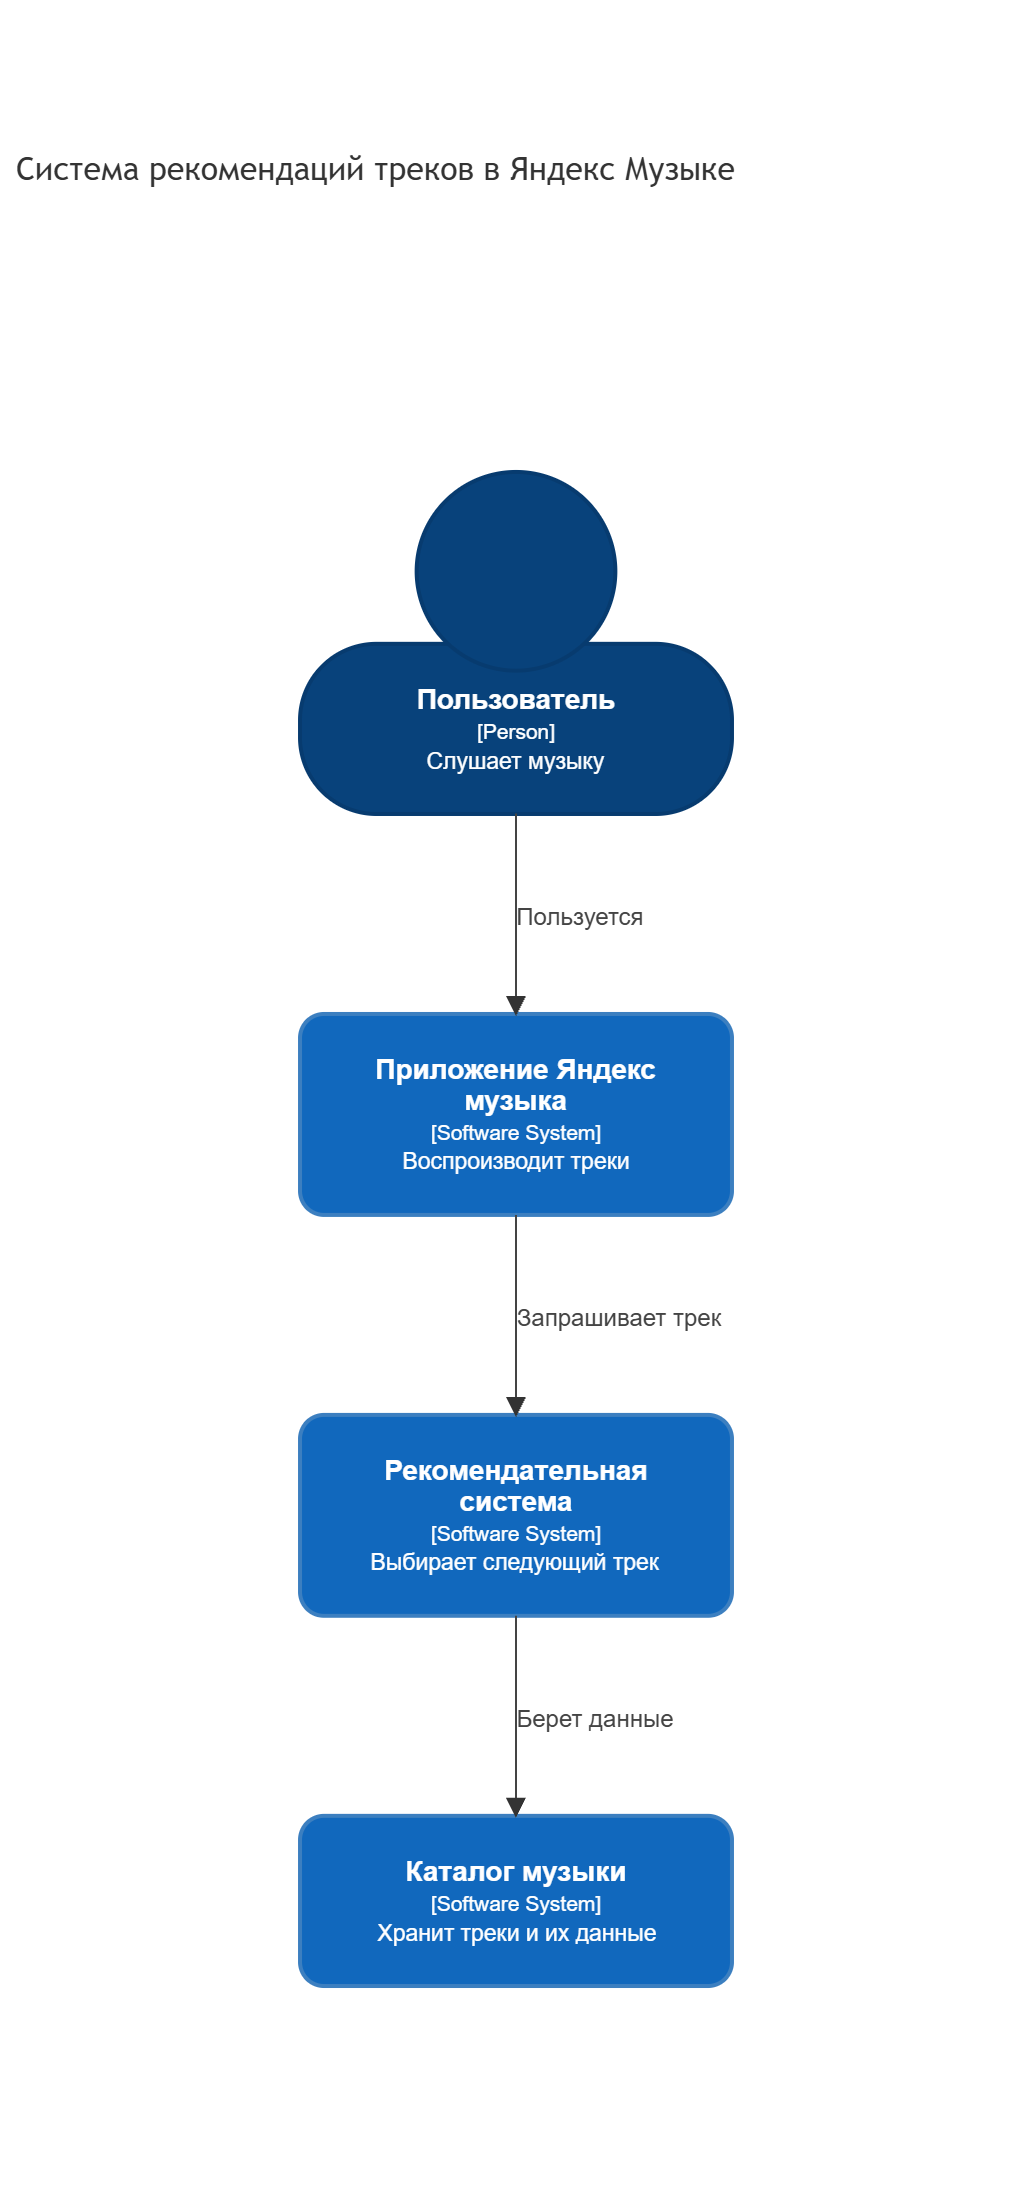 Система рекомендаций треков в Яндекс Музыке
Пользователь
[Person]
Слушает музыку
Пользуется
Приложение Яндекс
музыка
[Software System]
Воспроизводит треки
Запрашивает трек
Рекомендательная
система
[Software System]
Выбирает следующий трек
Берет данные
Каталог музыки
[Software System]
Хранит треки и их данные